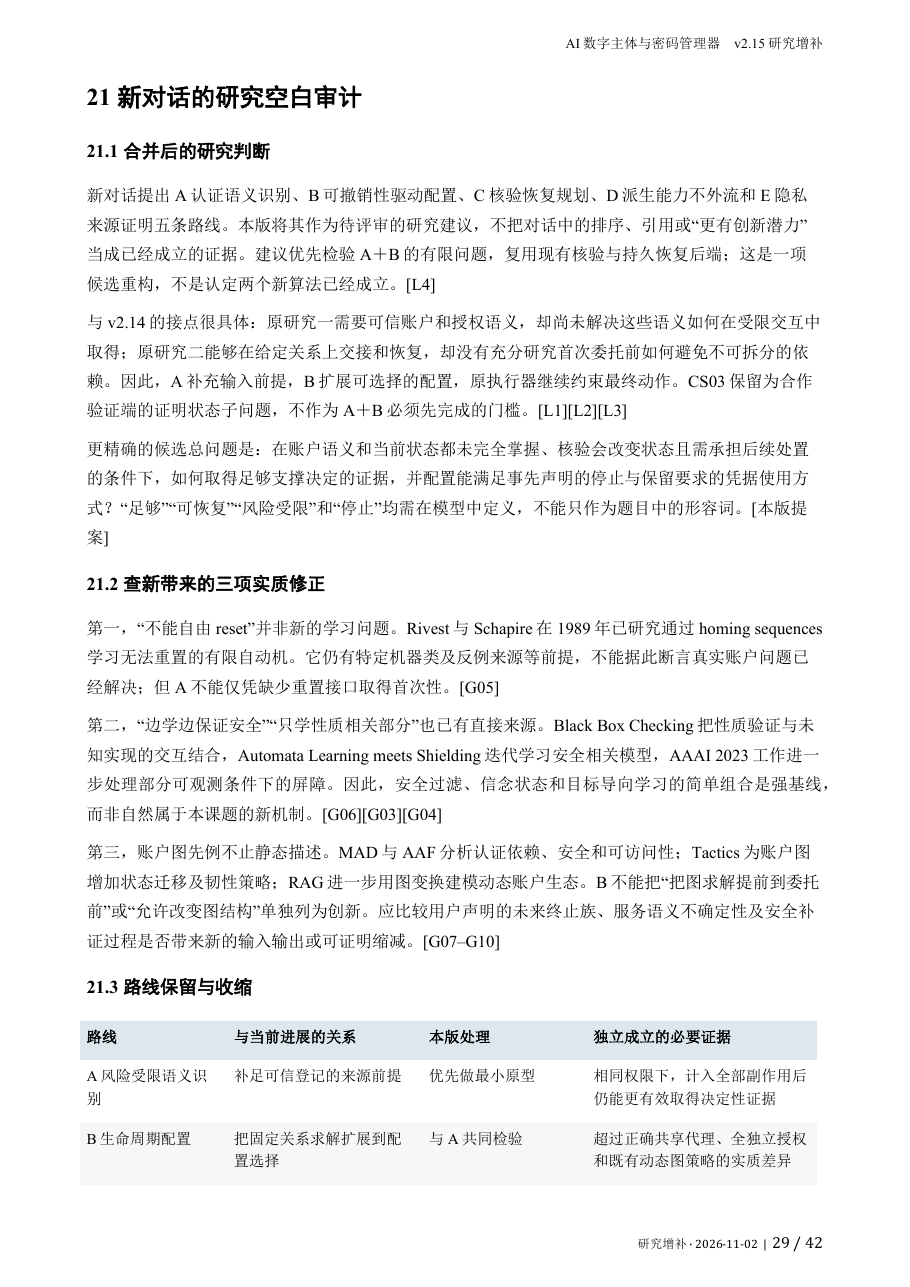 AI 数字主体与密码管理器 v2.15 研究增补
21 新对话的研究空白审计
21.1 合并后的研究判断
新对话提出 A 认证语义识别、B 可撤销性驱动配置、C 核验恢复规划、D 派生能力不外流和 E 隐私
来源证明五条路线。本版将其作为待评审的研究建议，不把对话中的排序、引用或“更有创新潜力”
当成已经成立的证据。建议优先检验 A＋B 的有限问题，复用现有核验与持久恢复后端；这是一项
候选重构，不是认定两个新算法已经成立。[L4]
与 v2.14 的接点很具体：原研究一需要可信账户和授权语义，却尚未解决这些语义如何在受限交互中
取得；原研究二能够在给定关系上交接和恢复，却没有充分研究首次委托前如何避免不可拆分的依
赖。因此，A 补充输入前提，B 扩展可选择的配置，原执行器继续约束最终动作。CS03 保留为合作
验证端的证明状态子问题，不作为 A＋B 必须先完成的门槛。[L1][L2][L3]
更精确的候选总问题是：在账户语义和当前状态都未完全掌握、核验会改变状态且需承担后续处置
的条件下，如何取得足够支撑决定的证据，并配置能满足事先声明的停止与保留要求的凭据使用方
式？“足够”“可恢复”“风险受限”和“停止”均需在模型中定义，不能只作为题目中的形容词。[本版提
案]
21.2 查新带来的三项实质修正
第一，“不能自由 reset”并非新的学习问题。Rivest 与 Schapire 在 1989 年已研究通过 homing sequences
学习无法重置的有限自动机。它仍有特定机器类及反例来源等前提，不能据此断言真实账户问题已
经解决；但 A 不能仅凭缺少重置接口取得首次性。[G05]
第二，“边学边保证安全”“只学性质相关部分”也已有直接来源。Black Box Checking 把性质验证与未
知实现的交互结合，Automata Learning meets Shielding 迭代学习安全相关模型，AAAI 2023 工作进一
步处理部分可观测条件下的屏障。因此，安全过滤、信念状态和目标导向学习的简单组合是强基线，
而非自然属于本课题的新机制。[G06][G03][G04]
第三，账户图先例不止静态描述。MAD 与 AAF 分析认证依赖、安全和可访问性；Tactics 为账户图
增加状态迁移及韧性策略；RAG 进一步用图变换建模动态账户生态。B 不能把“把图求解提前到委托
前”或“允许改变图结构”单独列为创新。应比较用户声明的未来终止族、服务语义不确定性及安全补
证过程是否带来新的输入输出或可证明缩减。[G07–G10]
21.3 路线保留与收缩
路线 与当前进展的关系 本版处理 独立成立的必要证据
A 风险受限语义识 补足可信登记的来源前提 优先做最小原型 相同权限下，计入全部副作用后
别 仍能更有效取得决定性证据
B 生命周期配置 把固定关系求解扩展到配 与 A 共同检验 超过正确共享代理、全独立授权
置选择 和既有动态图策略的实质差异
研究增补 · 2026-11-02 | 29 / 42